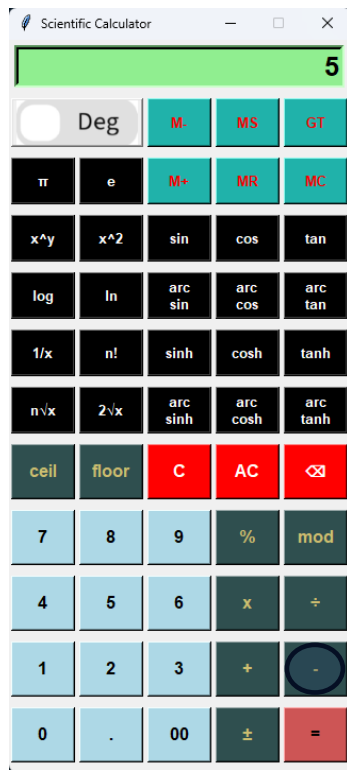 Scientific Calculator
5
Deg M- MS GT
π e M+ MR MC
x^y x^2 sin cos tan
log ln arc sin arc cos arc tan
1/x n! sinh cosh tanh
n√x 2√x arc sinh arc cosh arc tanh
ceil floor C AC ⌫
7 8 9 % mod
4 5 6 x ÷
1 2 3 + -
0 . 00 ± =